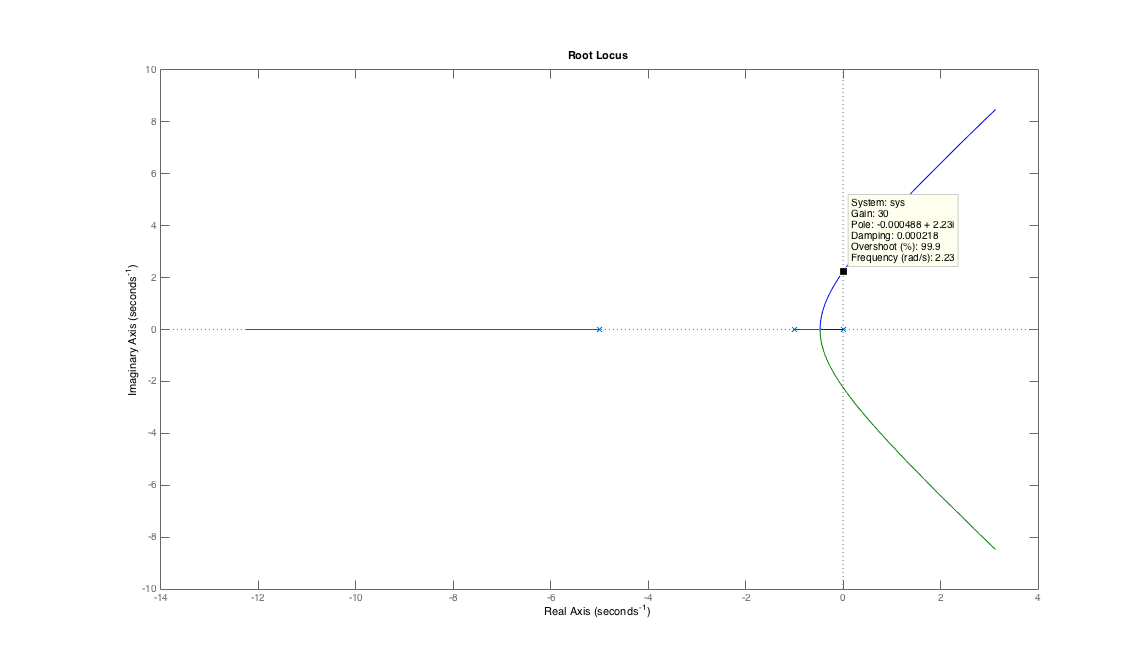 Root Locus
10
8
6
4
2
0
-2
-4
-6
-8
-10
Imaginary Axis (seconds⁻¹)
System: sys
Gain: 30
Pole: -0.000488 + 2.23i
Damping: 0.000218
Overshoot (%): 99.9
Frequency (rad/s): 2.23
-14 -12 -10 -8 -6 -4 -2 0 2 4
Real Axis (seconds⁻¹)